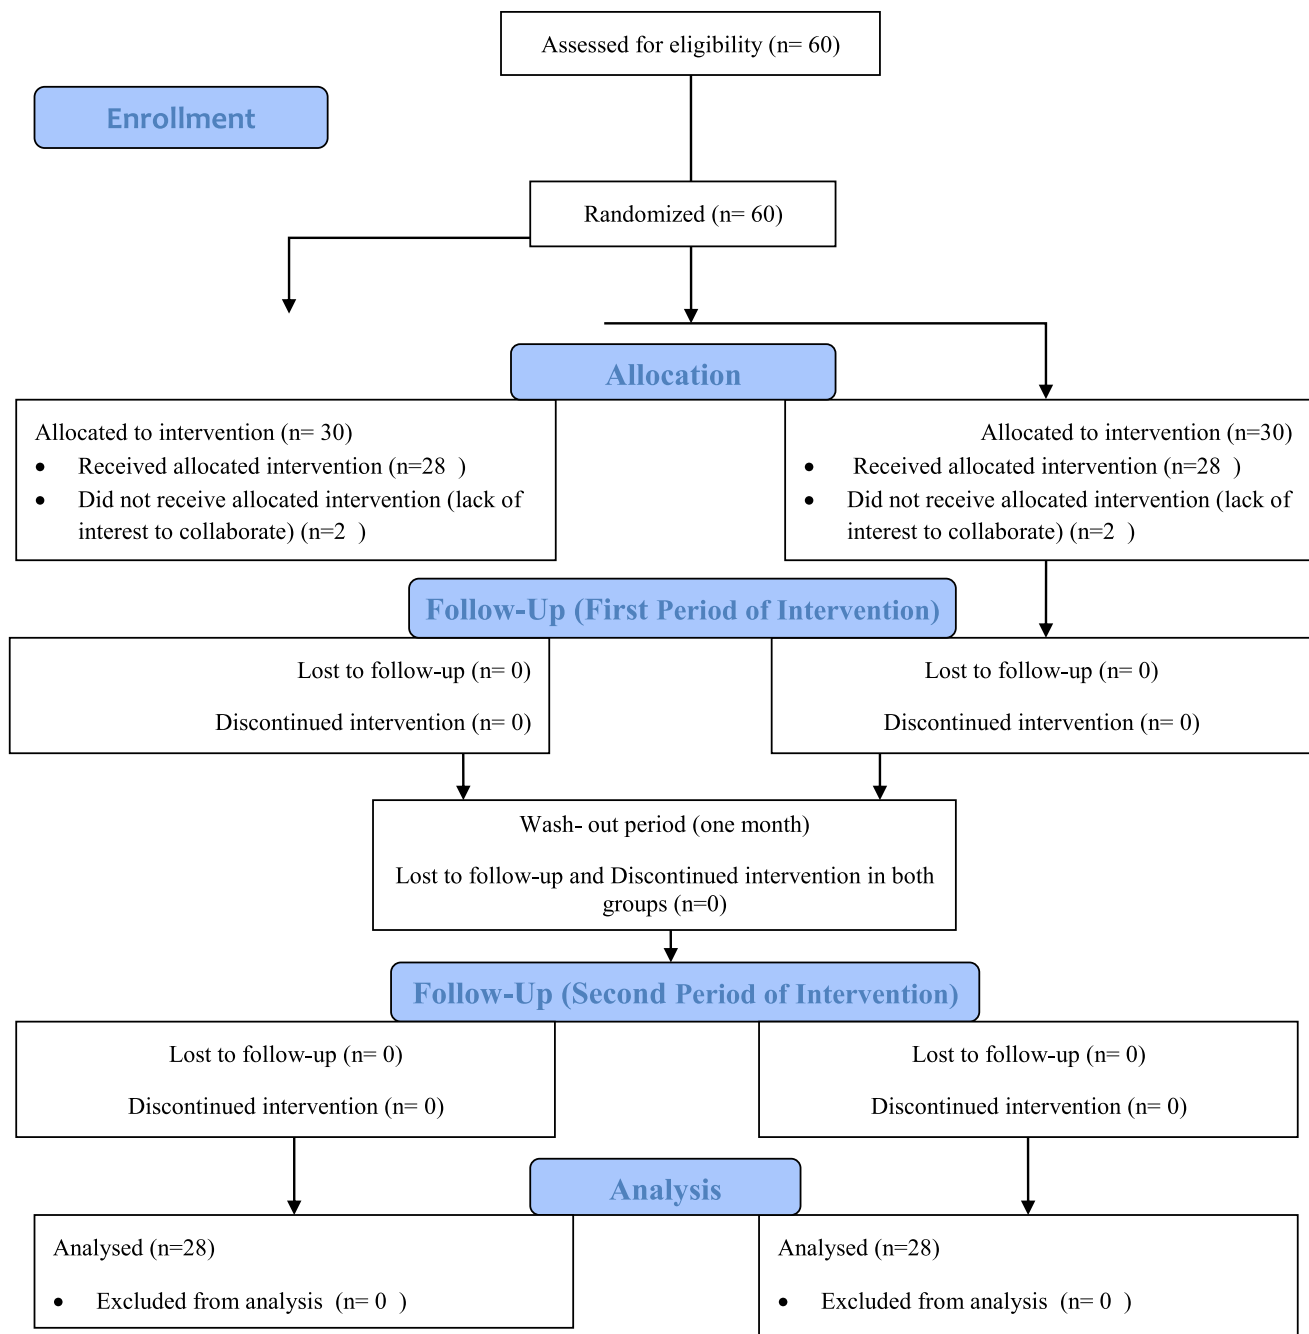 Assessed for eligibility (n= 60)
Enrollment
Randomized (n= 60)
Allocation
Allocated to intervention (n= 30)
• Received allocated intervention (n=28 )
• Did not receive allocated intervention (lack of
interest to collaborate) (n=2 )
Allocated to intervention (n=30)
• Received allocated intervention (n=28 )
• Did not receive allocated intervention (lack of
interest to collaborate) (n=2 )
Follow-Up (First Period of Intervention)
Lost to follow-up (n= 0)
Discontinued intervention (n= 0)
Lost to follow-up (n= 0)
Discontinued intervention (n= 0)
Wash- out period (one month)
Lost to follow-up and Discontinued intervention in both
groups (n=0)
Follow-Up (Second Period of Intervention)
Lost to follow-up (n= 0)
Discontinued intervention (n= 0)
Lost to follow-up (n= 0)
Discontinued intervention (n= 0)
Analysis
Analysed (n=28)
• Excluded from analysis (n= 0 )
Analysed (n=28)
• Excluded from analysis (n= 0 )